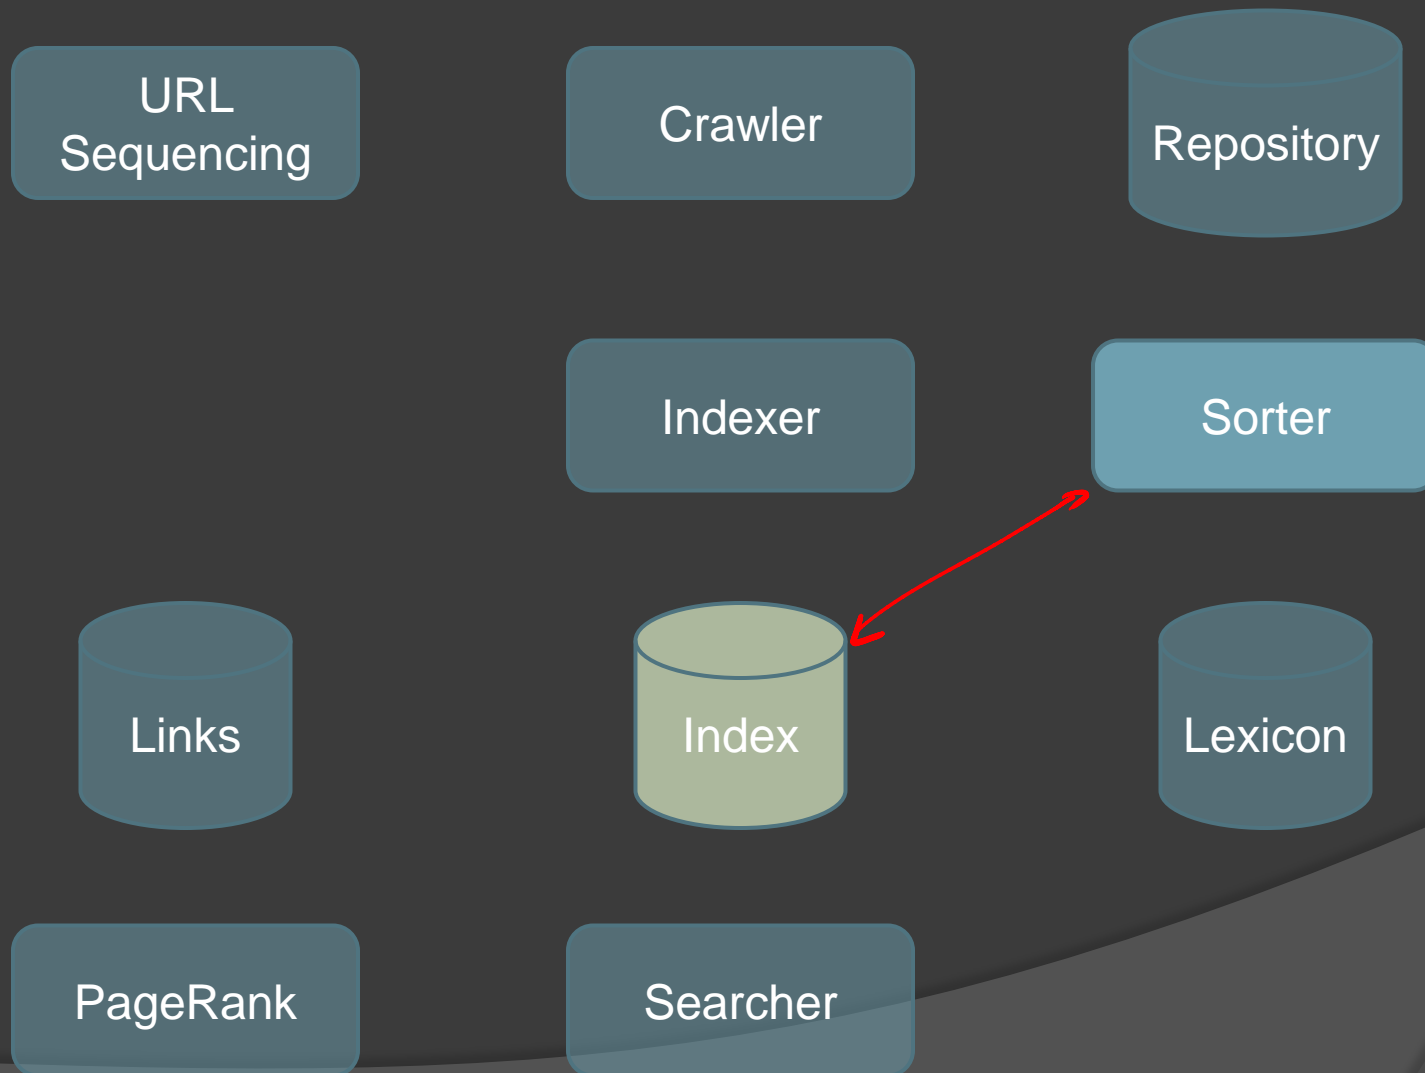 URL
Sequencing
Crawler
Repository
Indexer
Sorter
Links
Index
Lexicon
PageRank
Searcher